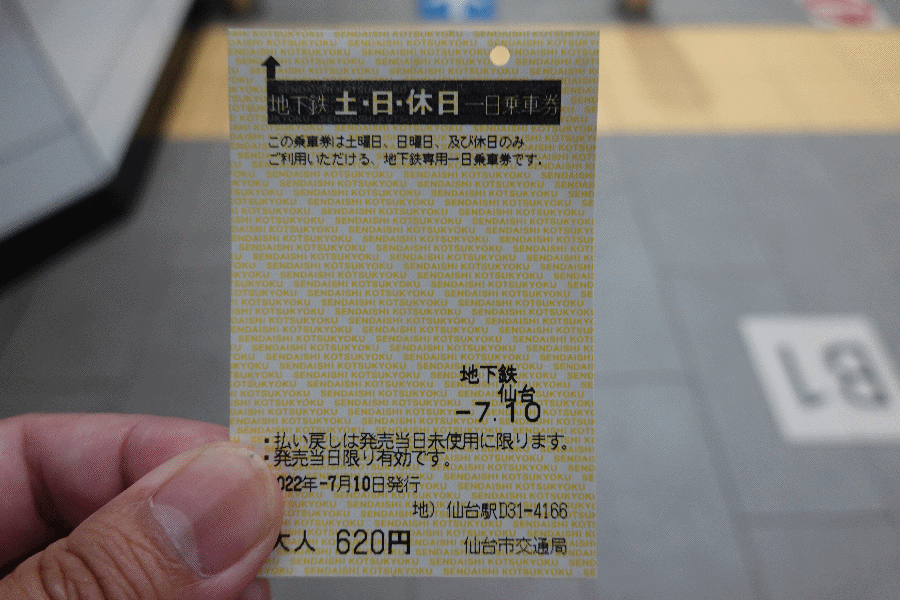 地下鉄 土・日・休日 一日乗車券
この乗車券は土曜日、日曜日、及び休日のみ
ご利用いただける、地下鉄専用一日乗車券です.
SENDAISHI KOTSUKYOKU
地下鉄
仙台
-7.10
・払い戻しは発売当日未使用に限ります。
・発売当日限り有効です。
022年-7月10日発行
地) 仙台駅D31-4166
大人 620円 仙台市交通局
B1